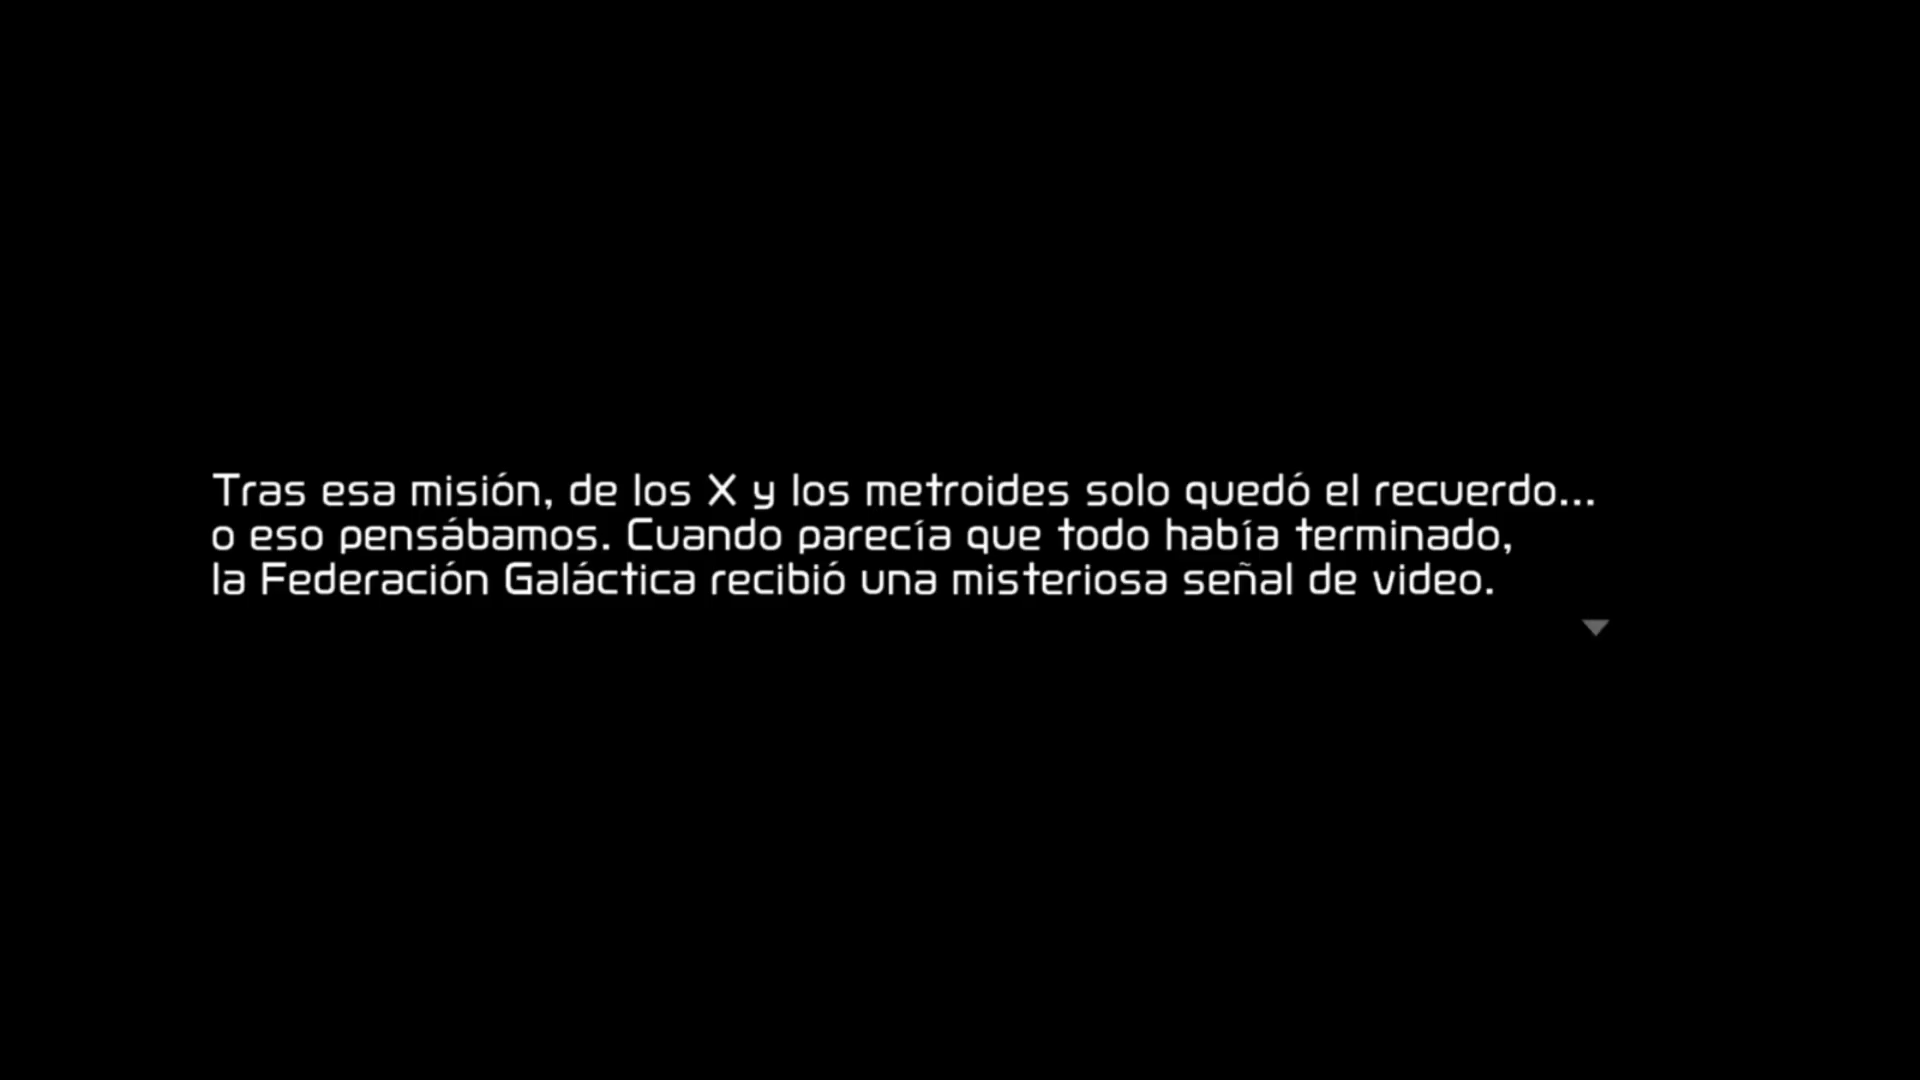 Tras esa misión, de los X y los metroides solo quedó el recuerdo...
o eso pensábamos. Cuando parecía que todo había terminado,
la Federación Galáctica recibió una misteriosa señal de video.